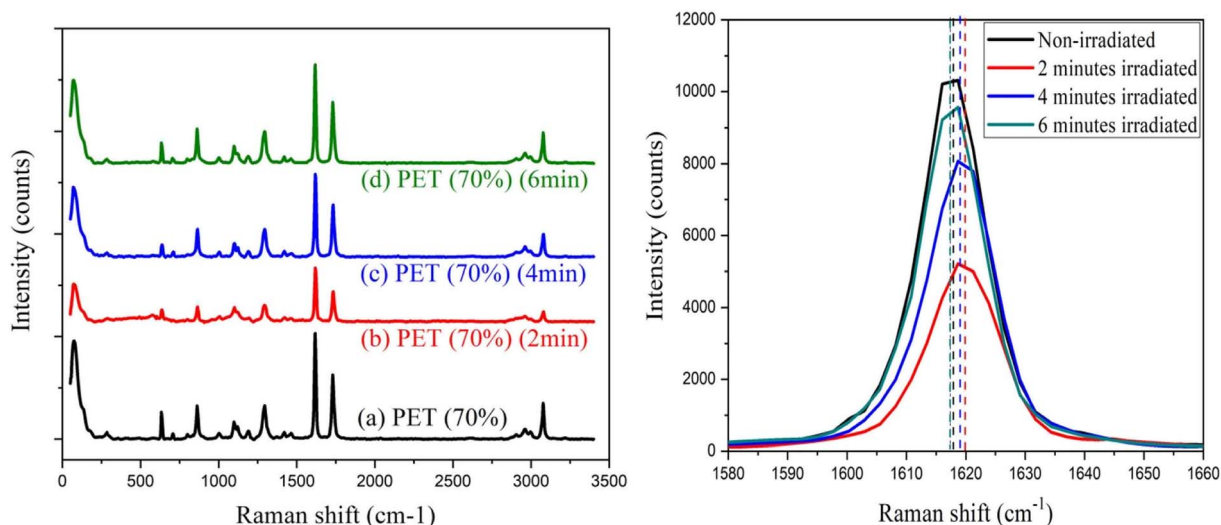 Intensity (counts)
(d) PET (70%) (6min)
(c) PET (70%) (4min)
(b) PET (70%) (2min)
(a) PET (70%)
0 500 1000 1500 2000 2500 3000 3500
Raman shift (cm-1)
Intensity (counts)
12000
10000
8000
6000
4000
2000
0
Non-irradiated
2 minutes irradiated
4 minutes irradiated
6 minutes irradiated
1580 1590 1600 1610 1620 1630 1640 1650 1660
Raman shift (cm⁻¹)